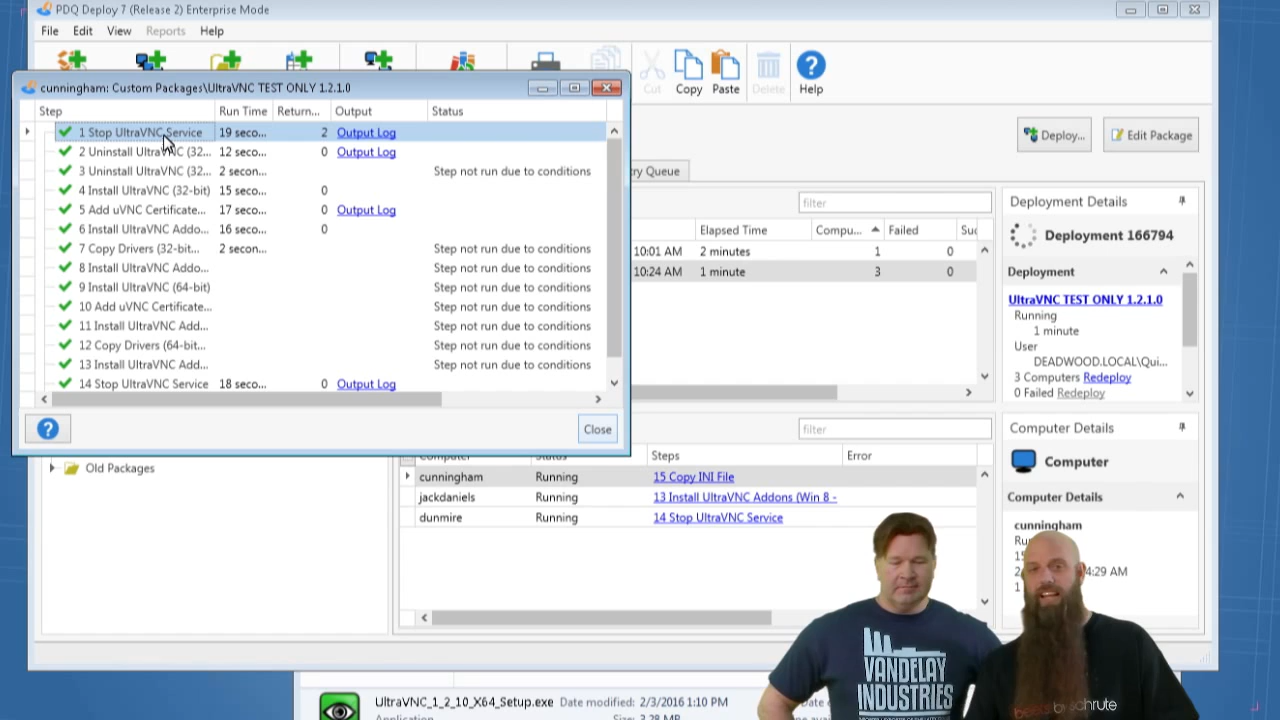 PDQ Deploy 7 (Release 2) Enterprise Mode
File Edit View Reports Help
Cut Copy Paste Delete Help
cunningham: Custom Packages\UltraVNC TEST ONLY 1.2.1.0
Step Run Time Return... Output Status
1 Stop UltraVNC Service 19 seco... 2 Output Log
2 Uninstall UltraVNC (32... 12 seco... 0 Output Log
3 Uninstall UltraVNC (32... 2 secon... Step not run due to conditions
4 Install UltraVNC (32-bit) 15 seco... 0
5 Add uVNC Certificate... 17 seco... 0 Output Log
6 Install UltraVNC Addo... 16 seco... 0
7 Copy Drivers (32-bit... 2 secon... Step not run due to conditions
8 Install UltraVNC Addo... Step not run due to conditions
9 Install UltraVNC (64-bit) Step not run due to conditions
10 Add uVNC Certificate... Step not run due to conditions
11 Install UltraVNC Add... Step not run due to conditions
12 Copy Drivers (64-bit... Step not run due to conditions
13 Install UltraVNC Add... Step not run due to conditions
14 Stop UltraVNC Service 18 seco... 0 Output Log
Close
Deploy... Edit Package
ry Queue
filter
Elapsed Time Compu... Failed Suc
10:01 AM 2 minutes 1 0
10:24 AM 1 minute 3 0
Deployment Details
Deployment 166794
Deployment
UltraVNC TEST ONLY 1.2.1.0
Running
1 minute
User
DEADWOOD.LOCAL\Qui...
3 Computers Redeploy
0 Failed Redeploy
Old Packages
filter
Computer Status Steps Error
cunningham Running 15 Copy INI File
jackdaniels Running 13 Install UltraVNC Addons (Win 8 -
dunmire Running 14 Stop UltraVNC Service
Computer Details
Computer
Computer Details
cunningham
Ru
15
2 4:29 AM
1
VANDELAY
INDUSTRIES
UltraVNC_1_2_10_X64_Setup.exe Date modified: 2/3/2016 1:10 PM
Application Size: 3.28 MB